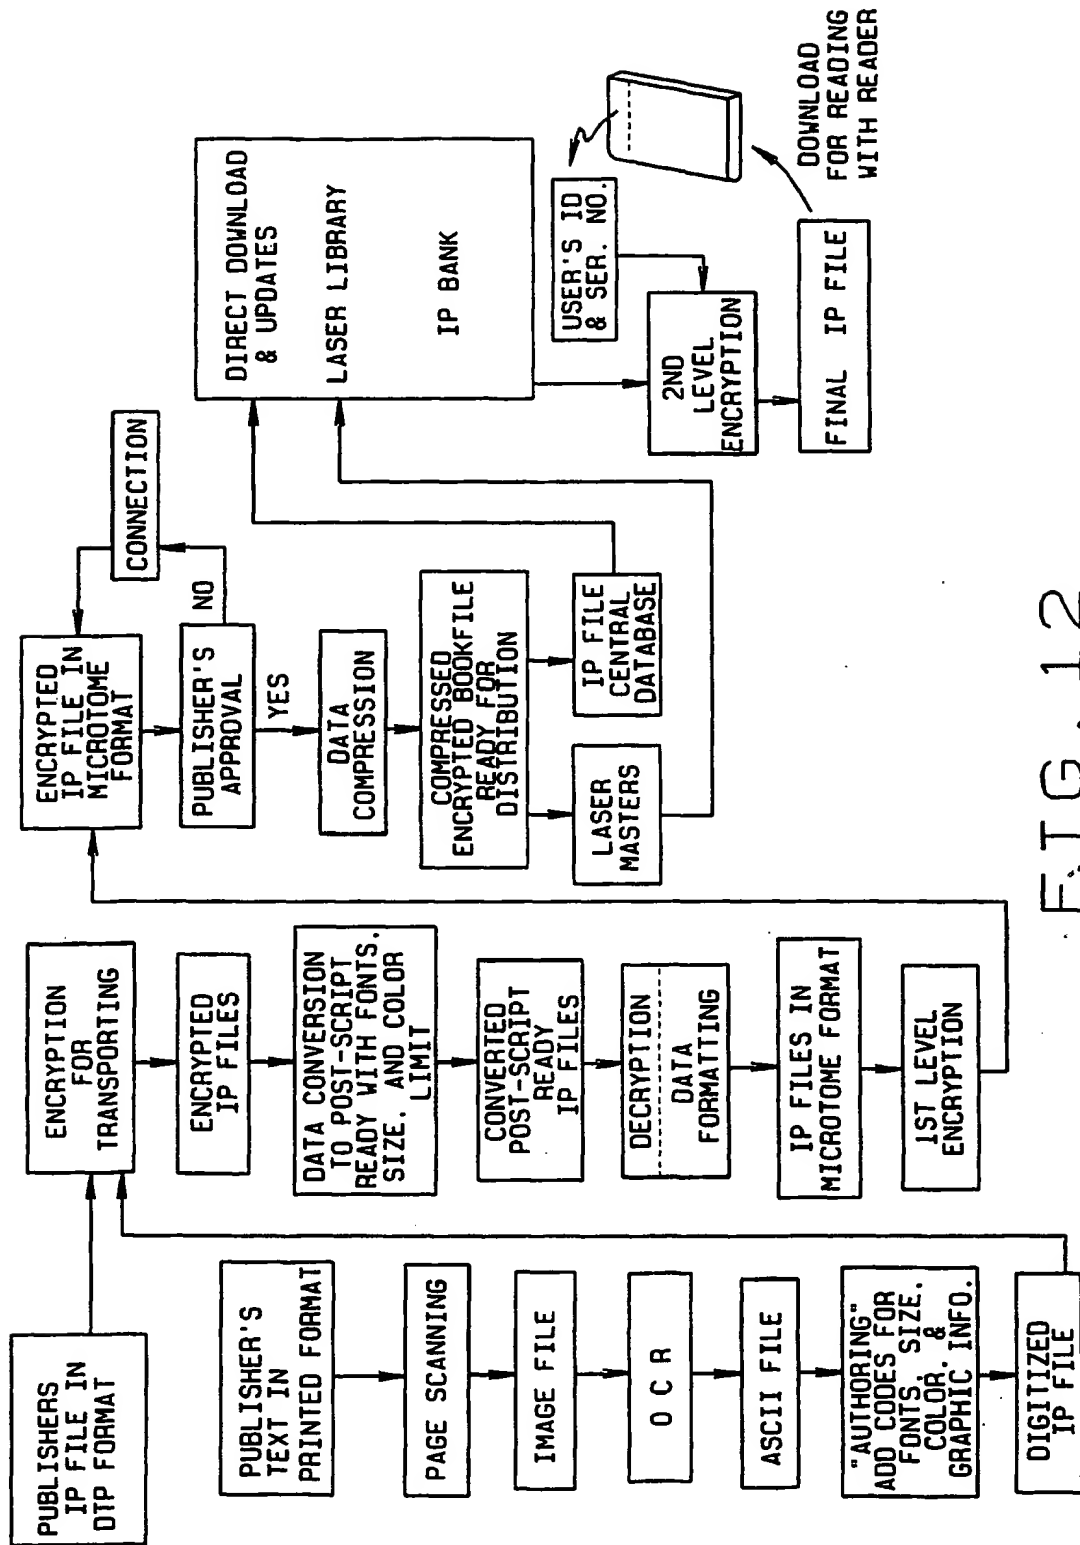 PUBLISHERS
IP FILE IN
DTP FORMAT
PUBLISHER'S
TEXT IN
PRINTED FORMAT
PAGE SCANNING
IMAGE FILE
O C R
ASCII FILE
"AUTHORING"
ADD CODES FOR
FONTS, SIZE,
COLOR, &
GRAPHIC INFO.
DIGITIZED
IP FILE
ENCRYPTION
FOR
TRANSPORTING
ENCRYPTED
IP FILES
DATA CONVERSION
TO POST-SCRIPT
READY WITH FONTS,
SIZE, AND COLOR
LIMIT
CONVERTED
POST-SCRIPT
READY
IP FILES
DECRYPTION
DATA
FORMATTING
IP FILES IN
MICROTOME FORMAT
1ST LEVEL
ENCRYPTION
ENCRYPTED
IP FILE IN
MICROTOME
FORMAT
CONNECTION
PUBLISHER'S
APPROVAL
NO
YES
DATA
COMPRESSION
COMPRESSED
ENCRYPTED BOOKFILE
READY FOR
DISTRIBUTION
LASER
MASTERS
IP FILE
CENTRAL
DATABASE
DIRECT DOWNLOAD
& UPDATES
LASER LIBRARY
IP BANK
USER'S ID
& SER. NO.
2ND
LEVEL
ENCRYPTION
FINAL IP FILE
DOWNLOAD
FOR READING
WITH READER
FIG. 12